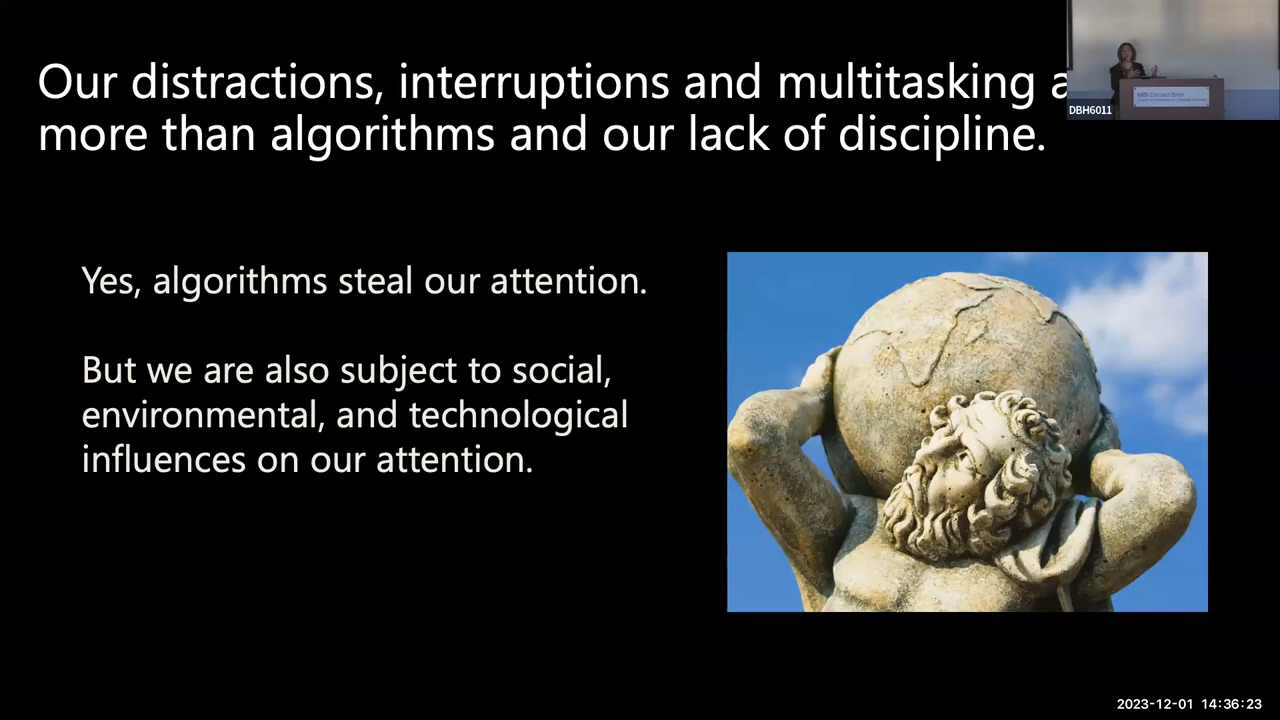 Our distractions, interruptions and multitasking
more than algorithms and our lack of discipline.
DBH6011
Yes, algorithms steal our attention.
But we are also subject to social,
environmental, and technological
influences on our attention.
2023-12-01 14:36:23